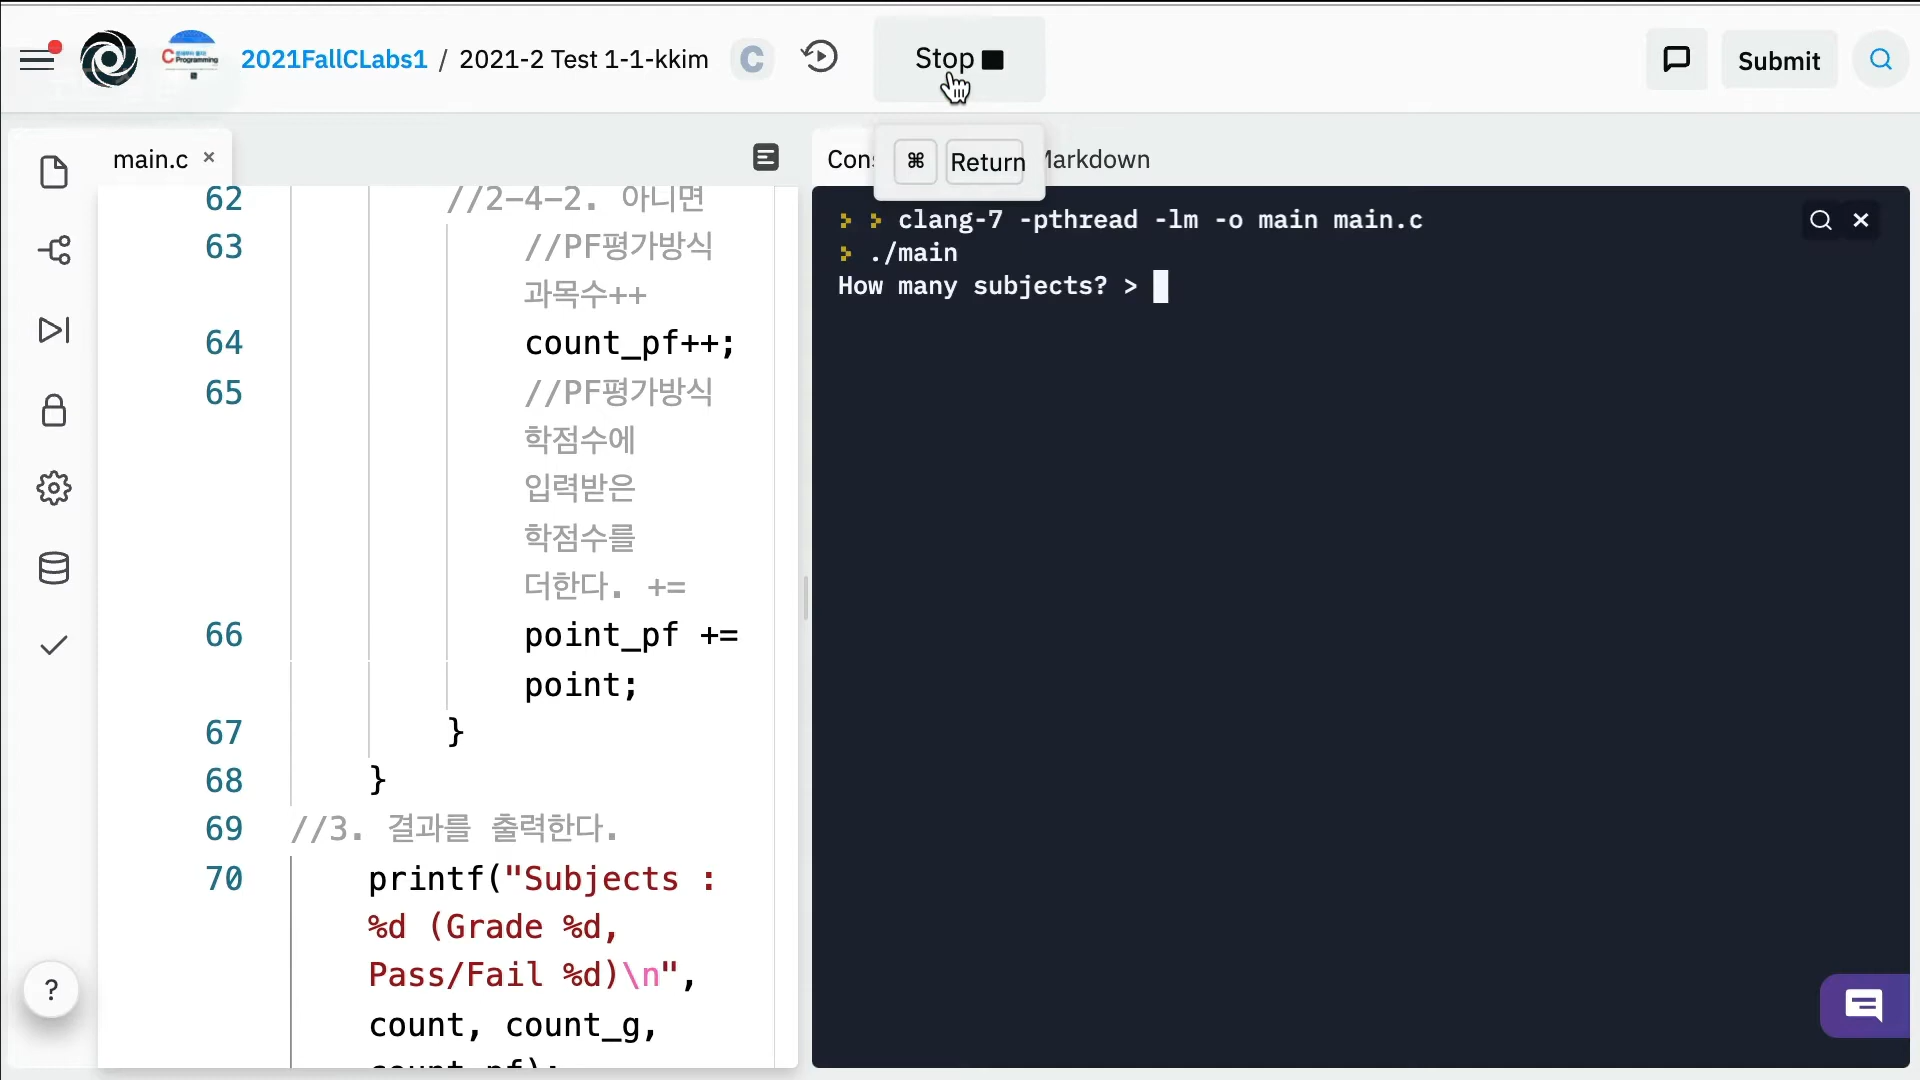 C Programming
2021FallCLabs1 / 2021-2 Test 1-1-kkim
C
Stop
Submit
main.c ×
Con
⌘ Return
Markdown
62 //2-4-2. 아니면
63 //PF평가방식
과목수++
64 count_pf++;
65 //PF평가방식
학점수에
입력받은
학점수를
더한다. +=
66 point_pf +=
point;
67 }
68 }
69 //3. 결과를 출력한다.
70 printf("Subjects :
%d (Grade %d,
Pass/Fail %d)\n",
count, count_g,
count_pf);
> > clang-7 -pthread -lm -o main main.c
> ./main
How many subjects? >
?